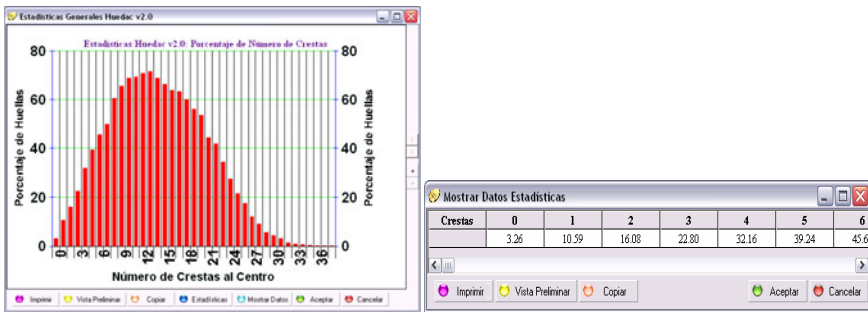 Estadísticas Generales Huedac v2.0
Estadísticas Huedac v2.0: Porcentaje de Número de Crestas
Porcentaje de Huellas
80
60
40
20
0
80
60
40
20
0
Porcentaje de Huellas
0 3 6 9 12 15 18 21 24 27 30 33 36
Número de Crestas al Centro
Imprimir Vista Preliminar Copiar Estadísticas Mostrar Datos Aceptar Cancelar
Mostrar Datos Estadísticas
Crestas 0 1 2 3 4 5 6
3.26 10.59 16.08 22.80 32.16 39.24 45.6
Imprimir Vista Preliminar Copiar Aceptar Cancelar